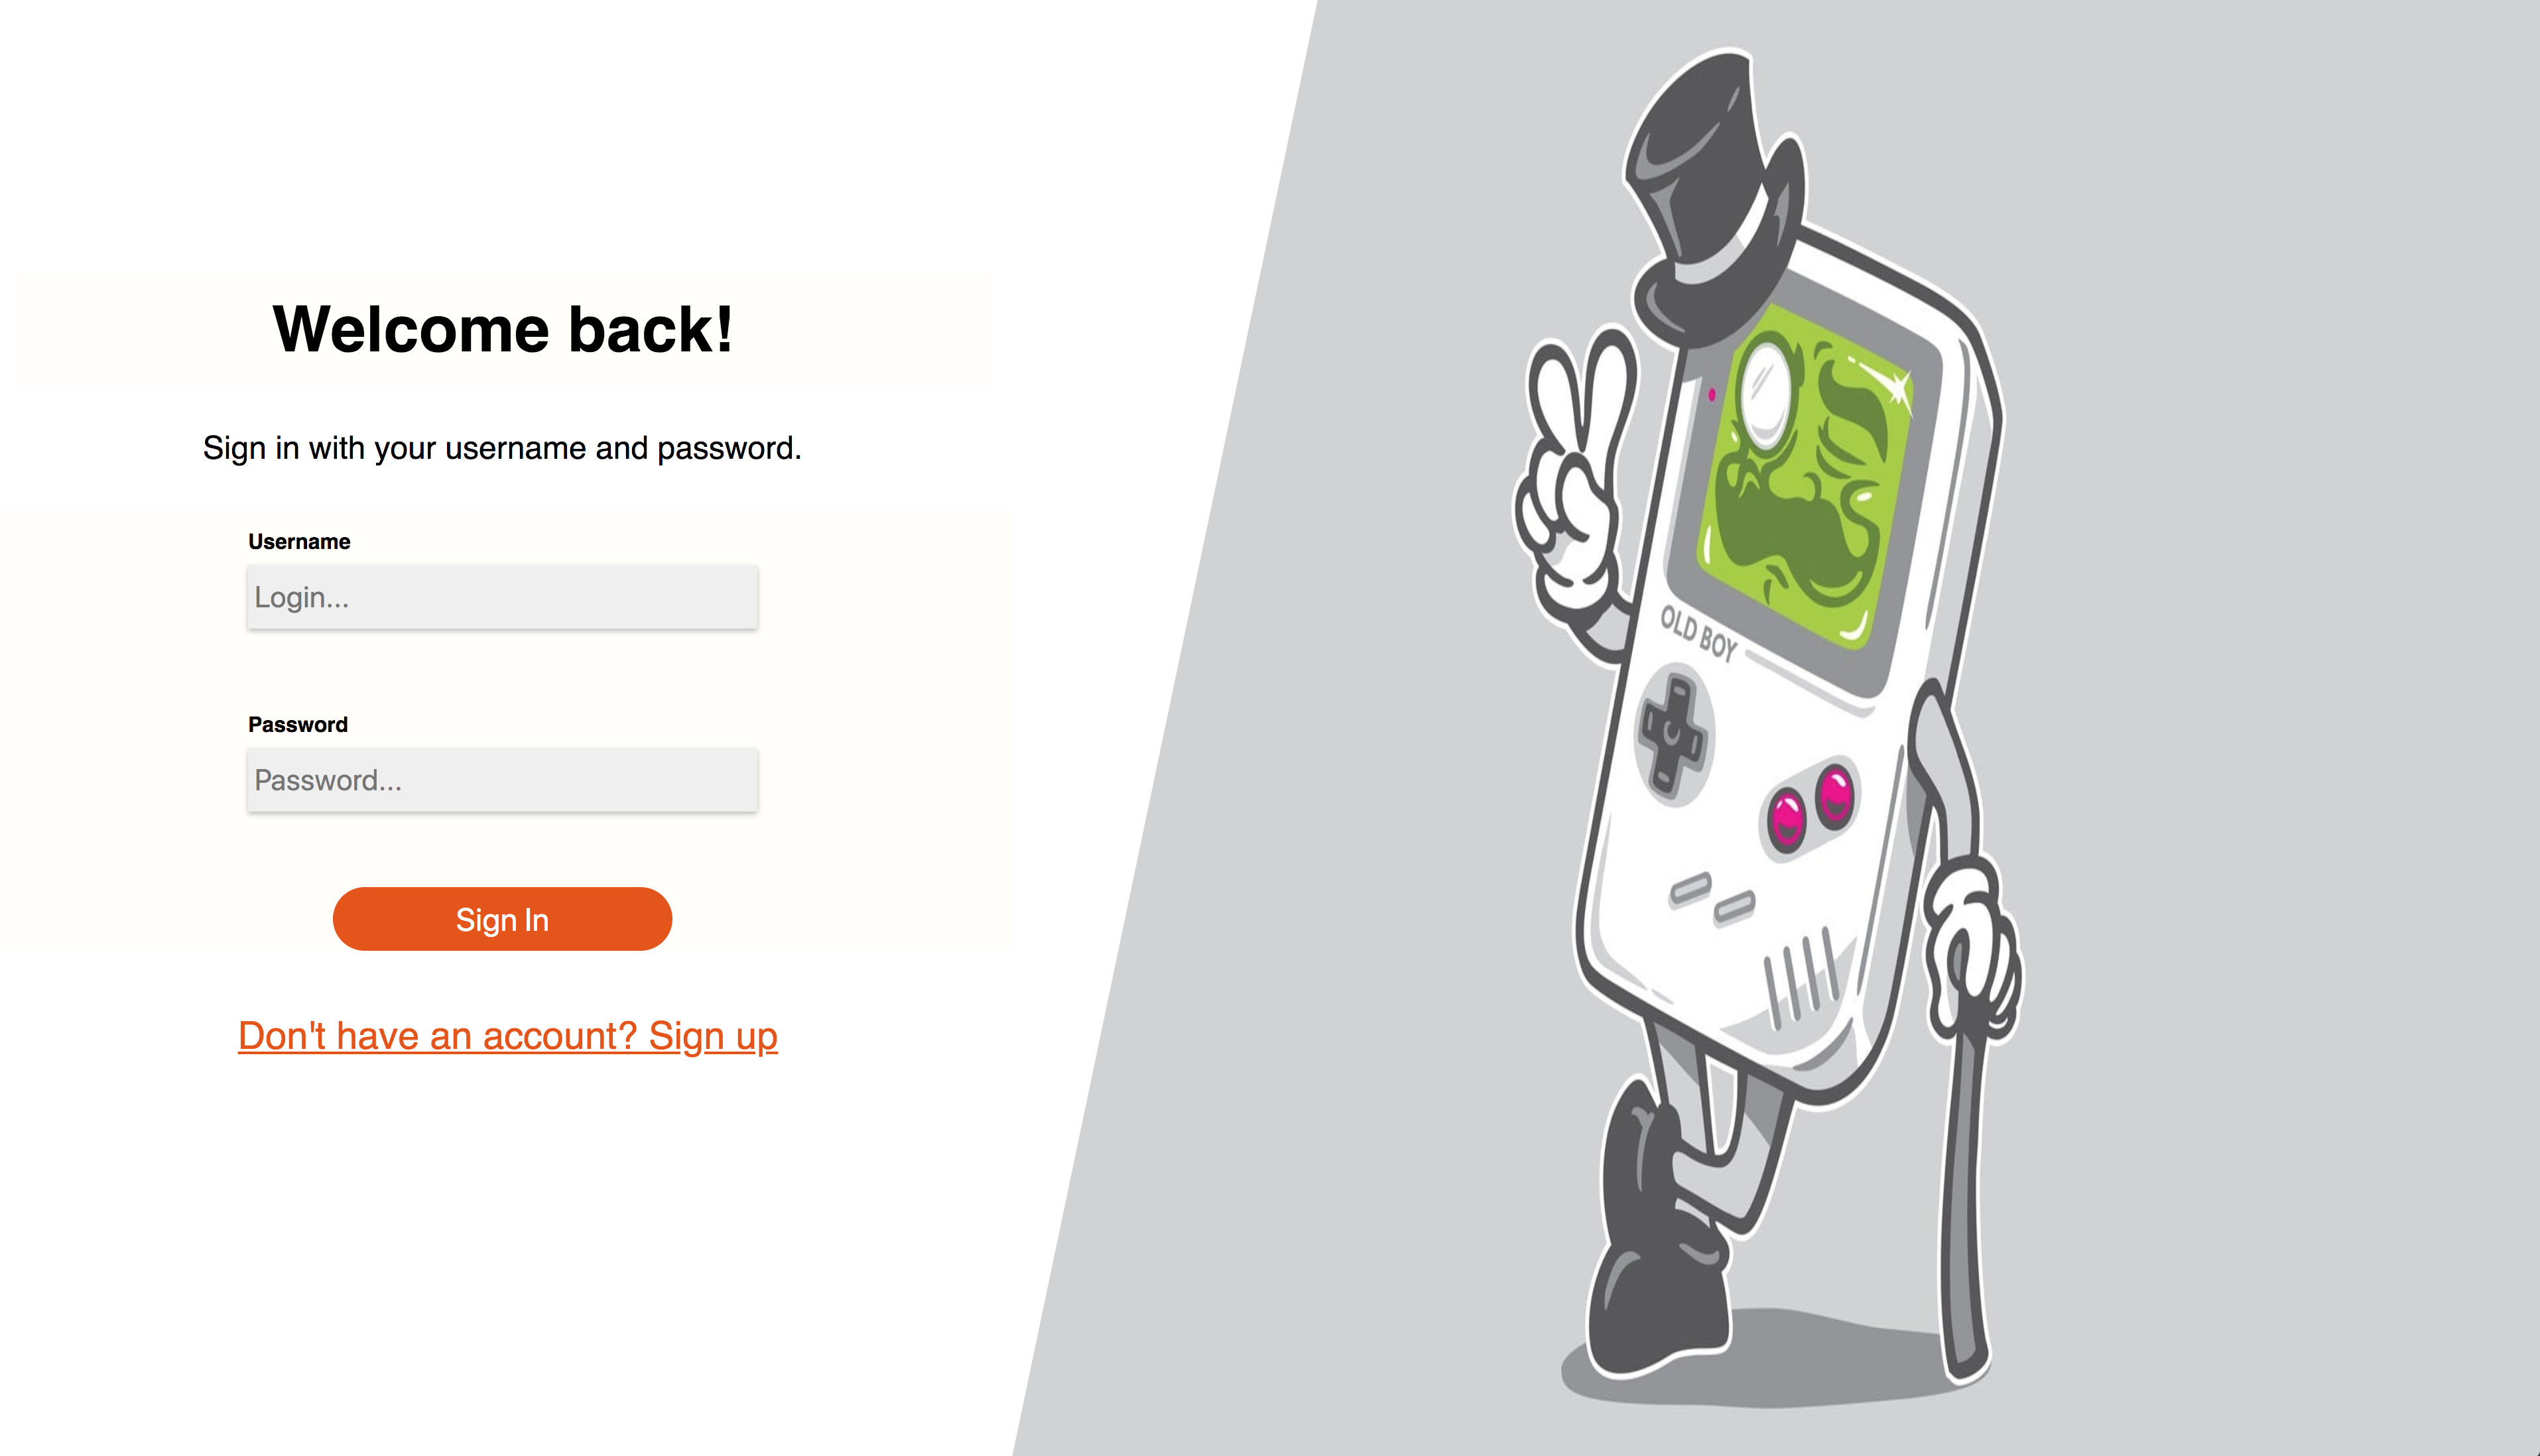 Welcome back!
Sign in with your username and password.
Username
Login...
Password
Password...
Sign In
Don't have an account? Sign up
OLD BOY